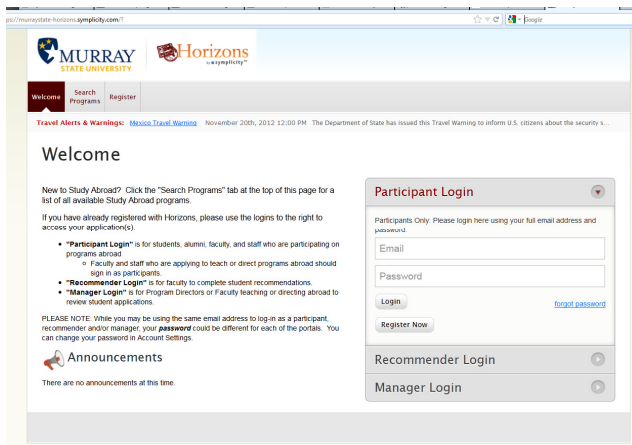 ps://murraystate-horizons.symplicity.com/?
Google
MURRAY
STATE UNIVERSITY
Horizons
by symplicity™
Welcome
Search Programs
Register
Travel Alerts & Warnings: Mexico Travel Warning November 20th, 2012 12:00 PM The Department of State has issued this Travel Warning to inform U.S. citizens about the security s...
Welcome
New to Study Abroad? Click the "Search Programs" tab at the top of this page for a
list of all available Study Abroad programs.
If you have already registered with Horizons, please use the logins to the right to
access your application(s).
"Participant Login" is for students, alumni, faculty, and staff who are participating on
programs abroad
Faculty and staff who are applying to teach or direct programs abroad should
sign in as participants.
"Recommender Login" is for faculty to complete student recommendations.
"Manager Login" is for Program Directors or Faculty teaching or directing abroad to
review student applications.
PLEASE NOTE: While you may be using the same email address to log-in as a participant,
recommender and/or manager, your password could be different for each of the portals. You
can change your password in Account Settings.
Announcements
There are no announcements at this time.
Participant Login
Participants Only: Please login here using your full email address and
password.
Email
Password
Login
forgot password
Register Now
Recommender Login
Manager Login